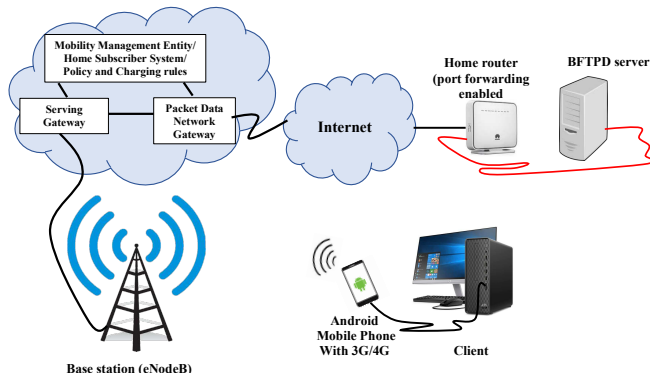 Mobility Management Entity/
Home Subscriber System/
Policy and Charging rules
Serving
Gateway
Packet Data
Network
Gateway
Internet
Home router
(port forwarding
enabled
BFTPD server
Base station (eNodeB)
Android
Mobile Phone
With 3G/4G
Client